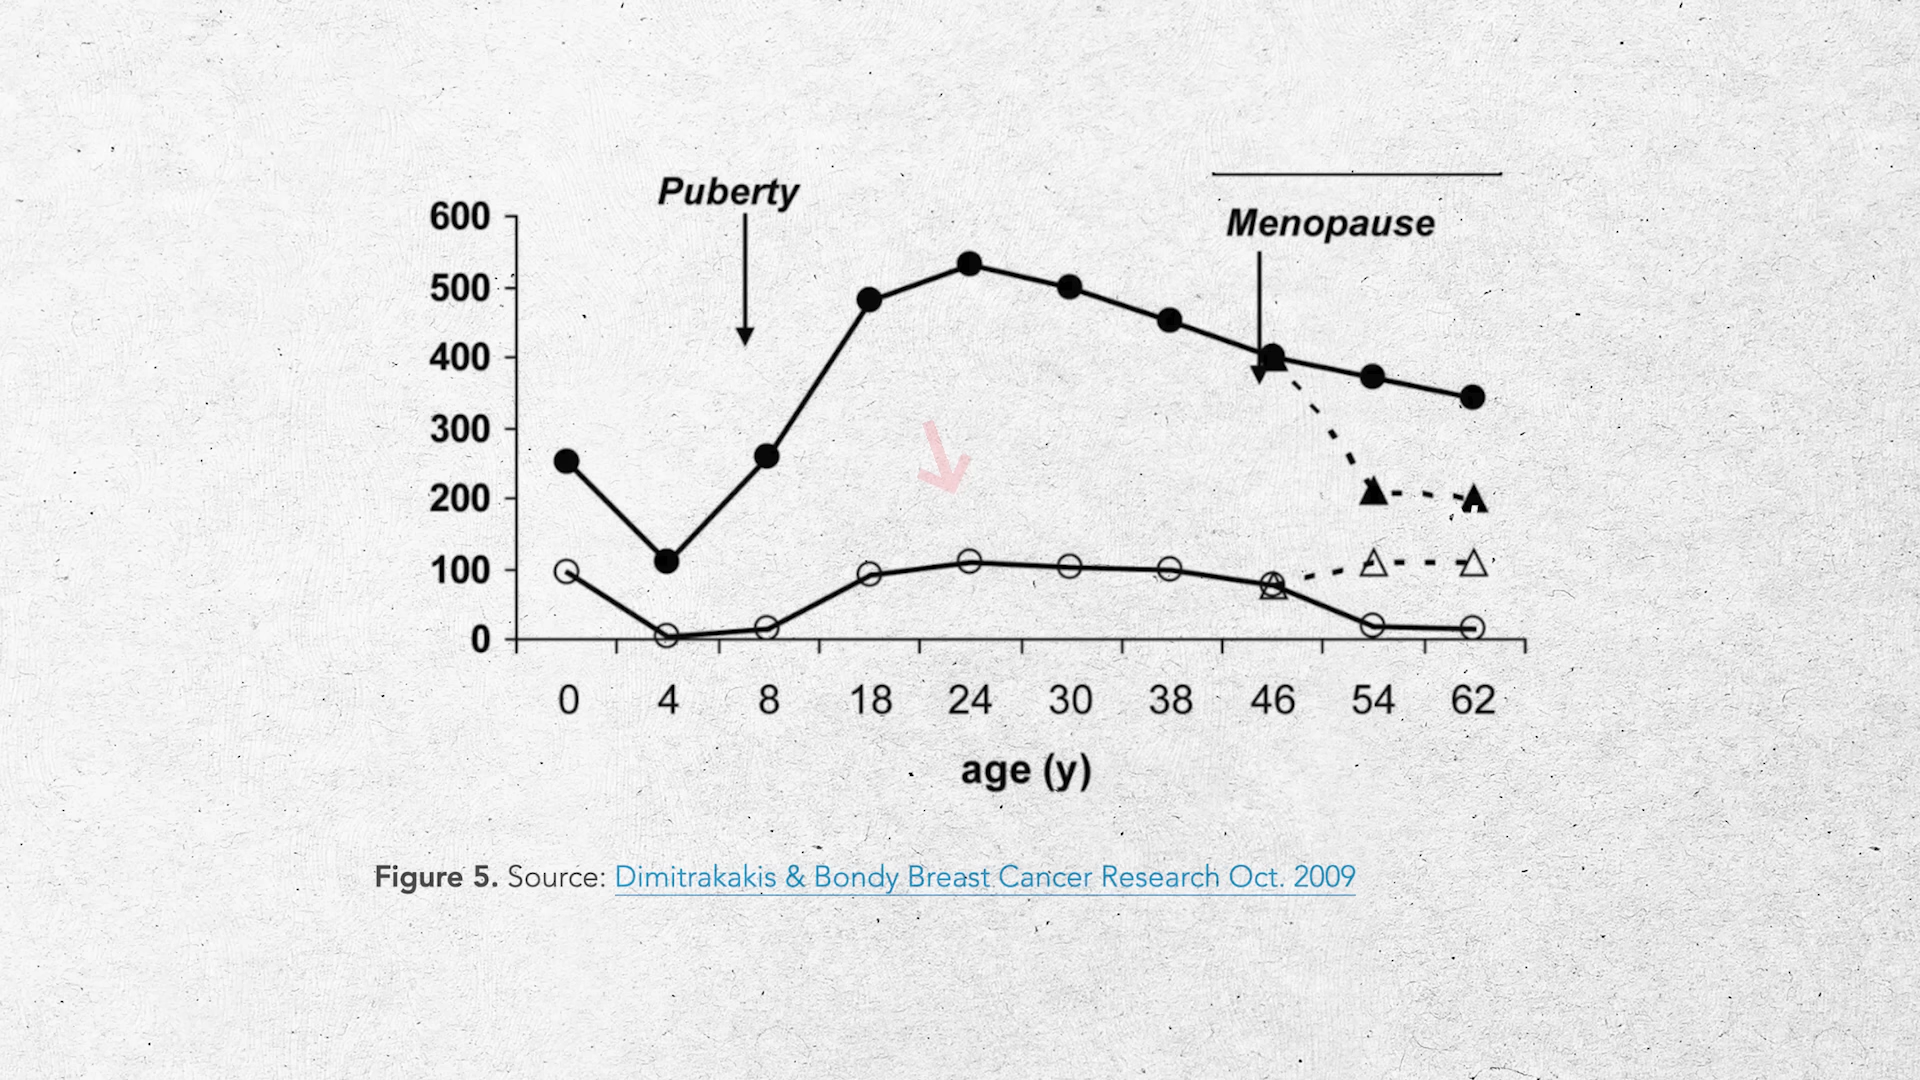 Puberty
Menopause
600
500
400
300
200
100
0
0 4 8 18 24 30 38 46 54 62
age (y)
Figure 5. Source: Dimitrakakis & Bondy Breast Cancer Research Oct. 2009